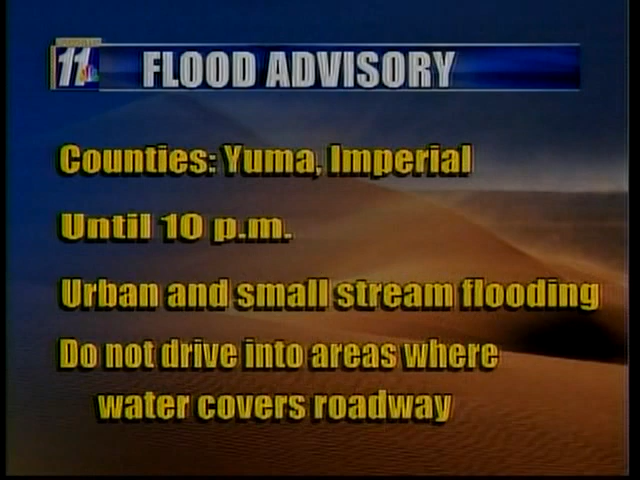 11
FLOOD ADVISORY
Counties: Yuma, Imperial
Until 10 p.m.
Urban and small stream flooding
Do not drive into areas where
water covers roadway